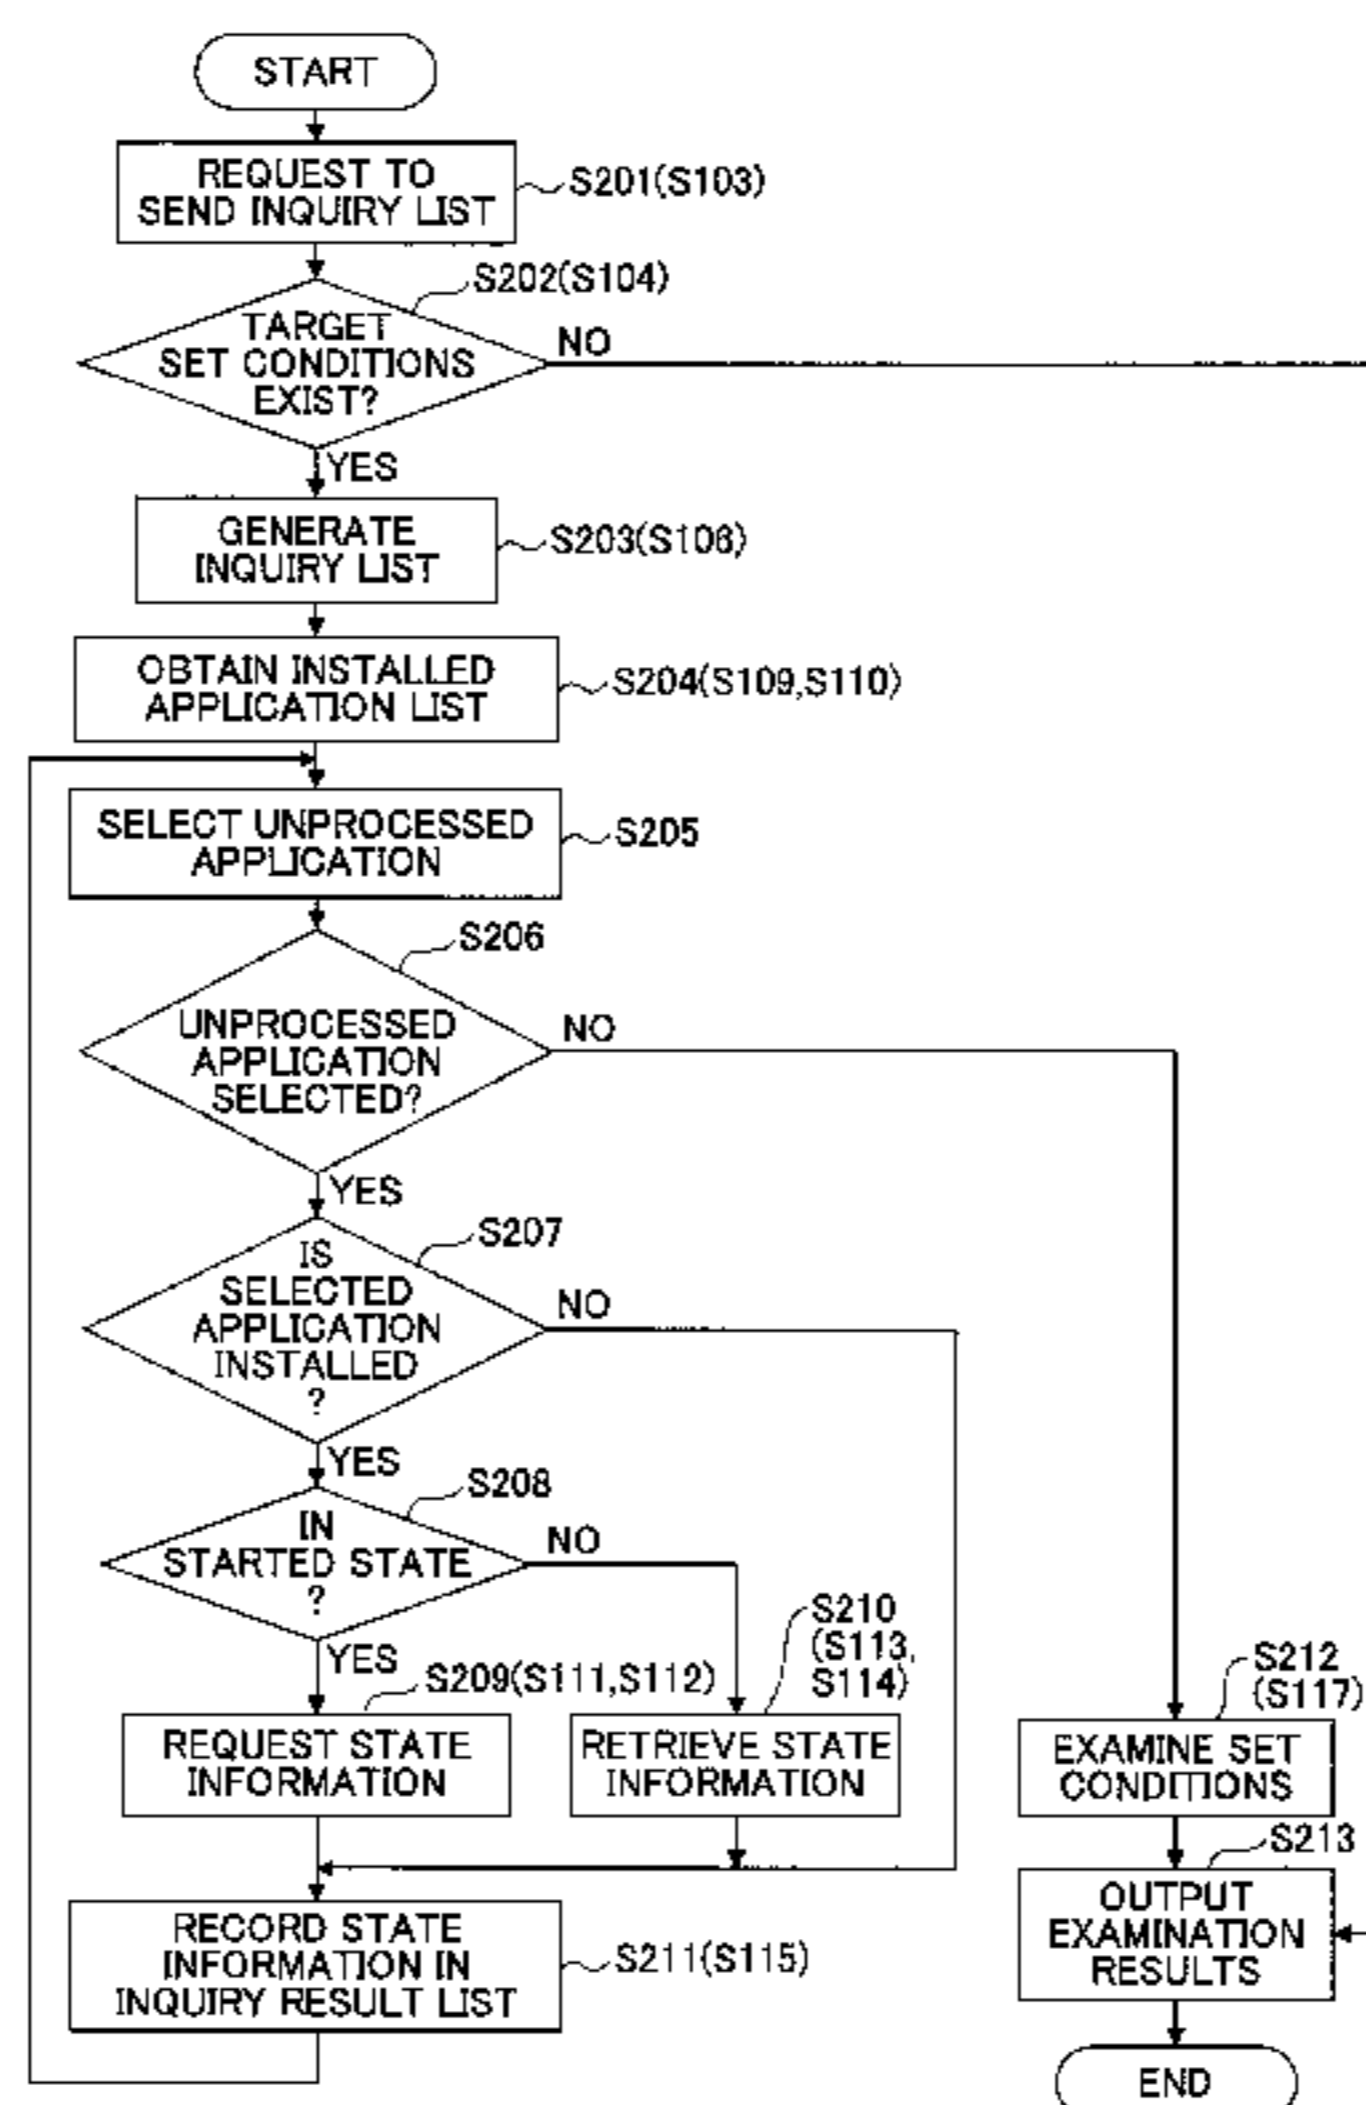 START
REQUEST TO
SEND INQUIRY LIST
S201(S103)
S202(S104)
TARGET
SET CONDITIONS
EXIST?
NO
YES
GENERATE
INQUIRY LIST
S203(S106)
OBTAIN INSTALLED
APPLICATION LIST
S204(S109,S110)
SELECT UNPROCESSED
APPLICATION
S205
S206
UNPROCESSED
APPLICATION
SELECTED?
NO
YES
S207
IS
SELECTED
APPLICATION
INSTALLED
?
NO
YES
S208
IN
STARTED STATE
?
NO
YES
S209(S111,S112)
REQUEST STATE
INFORMATION
S210
(S113,
S114)
RETRIEVE STATE
INFORMATION
S212
(S117)
EXAMINE SET
CONDITIONS
S213
OUTPUT
EXAMINATION
RESULTS
RECORD STATE
INFORMATION IN
INQUIRY RESULT LIST
S211(S115)
END